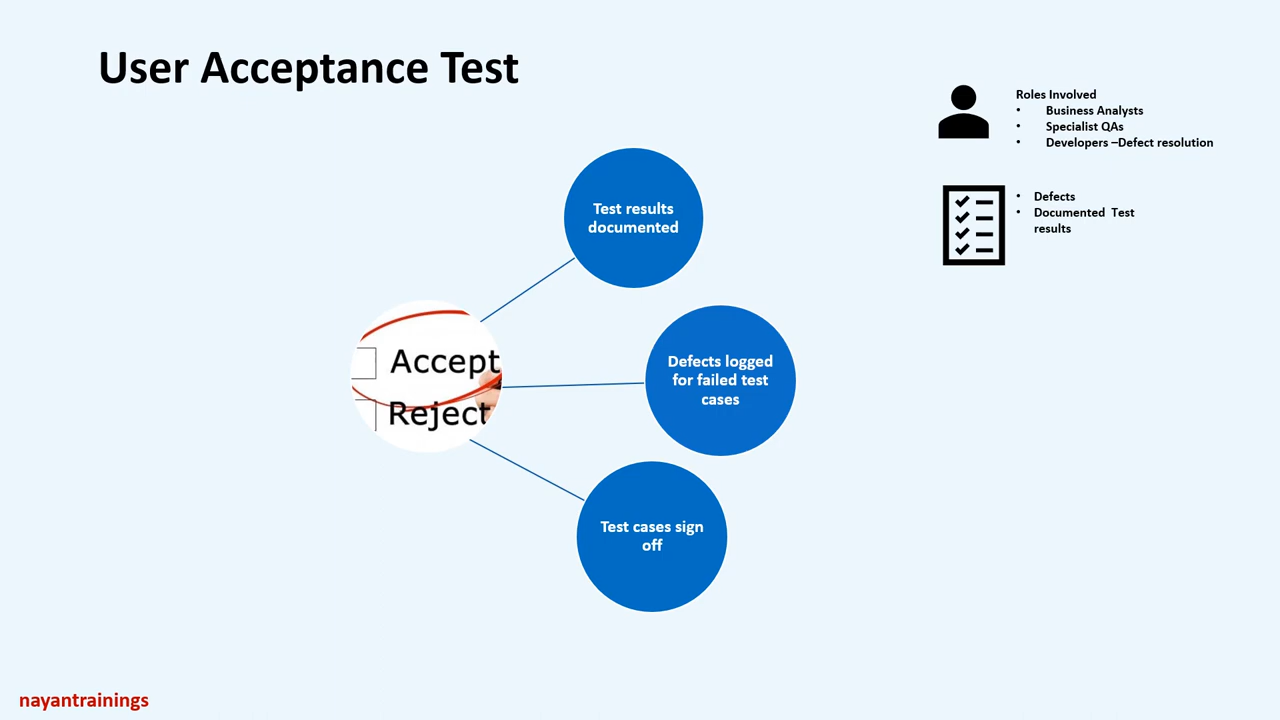 User Acceptance Test
Roles Involved
• Business Analysts
• Specialist QAs
• Developers –Defect resolution
• Defects
• Documented Test
results
Test results
documented
Accept
Reject
Defects logged
for failed test
cases
Test cases sign
off
nayantrainings